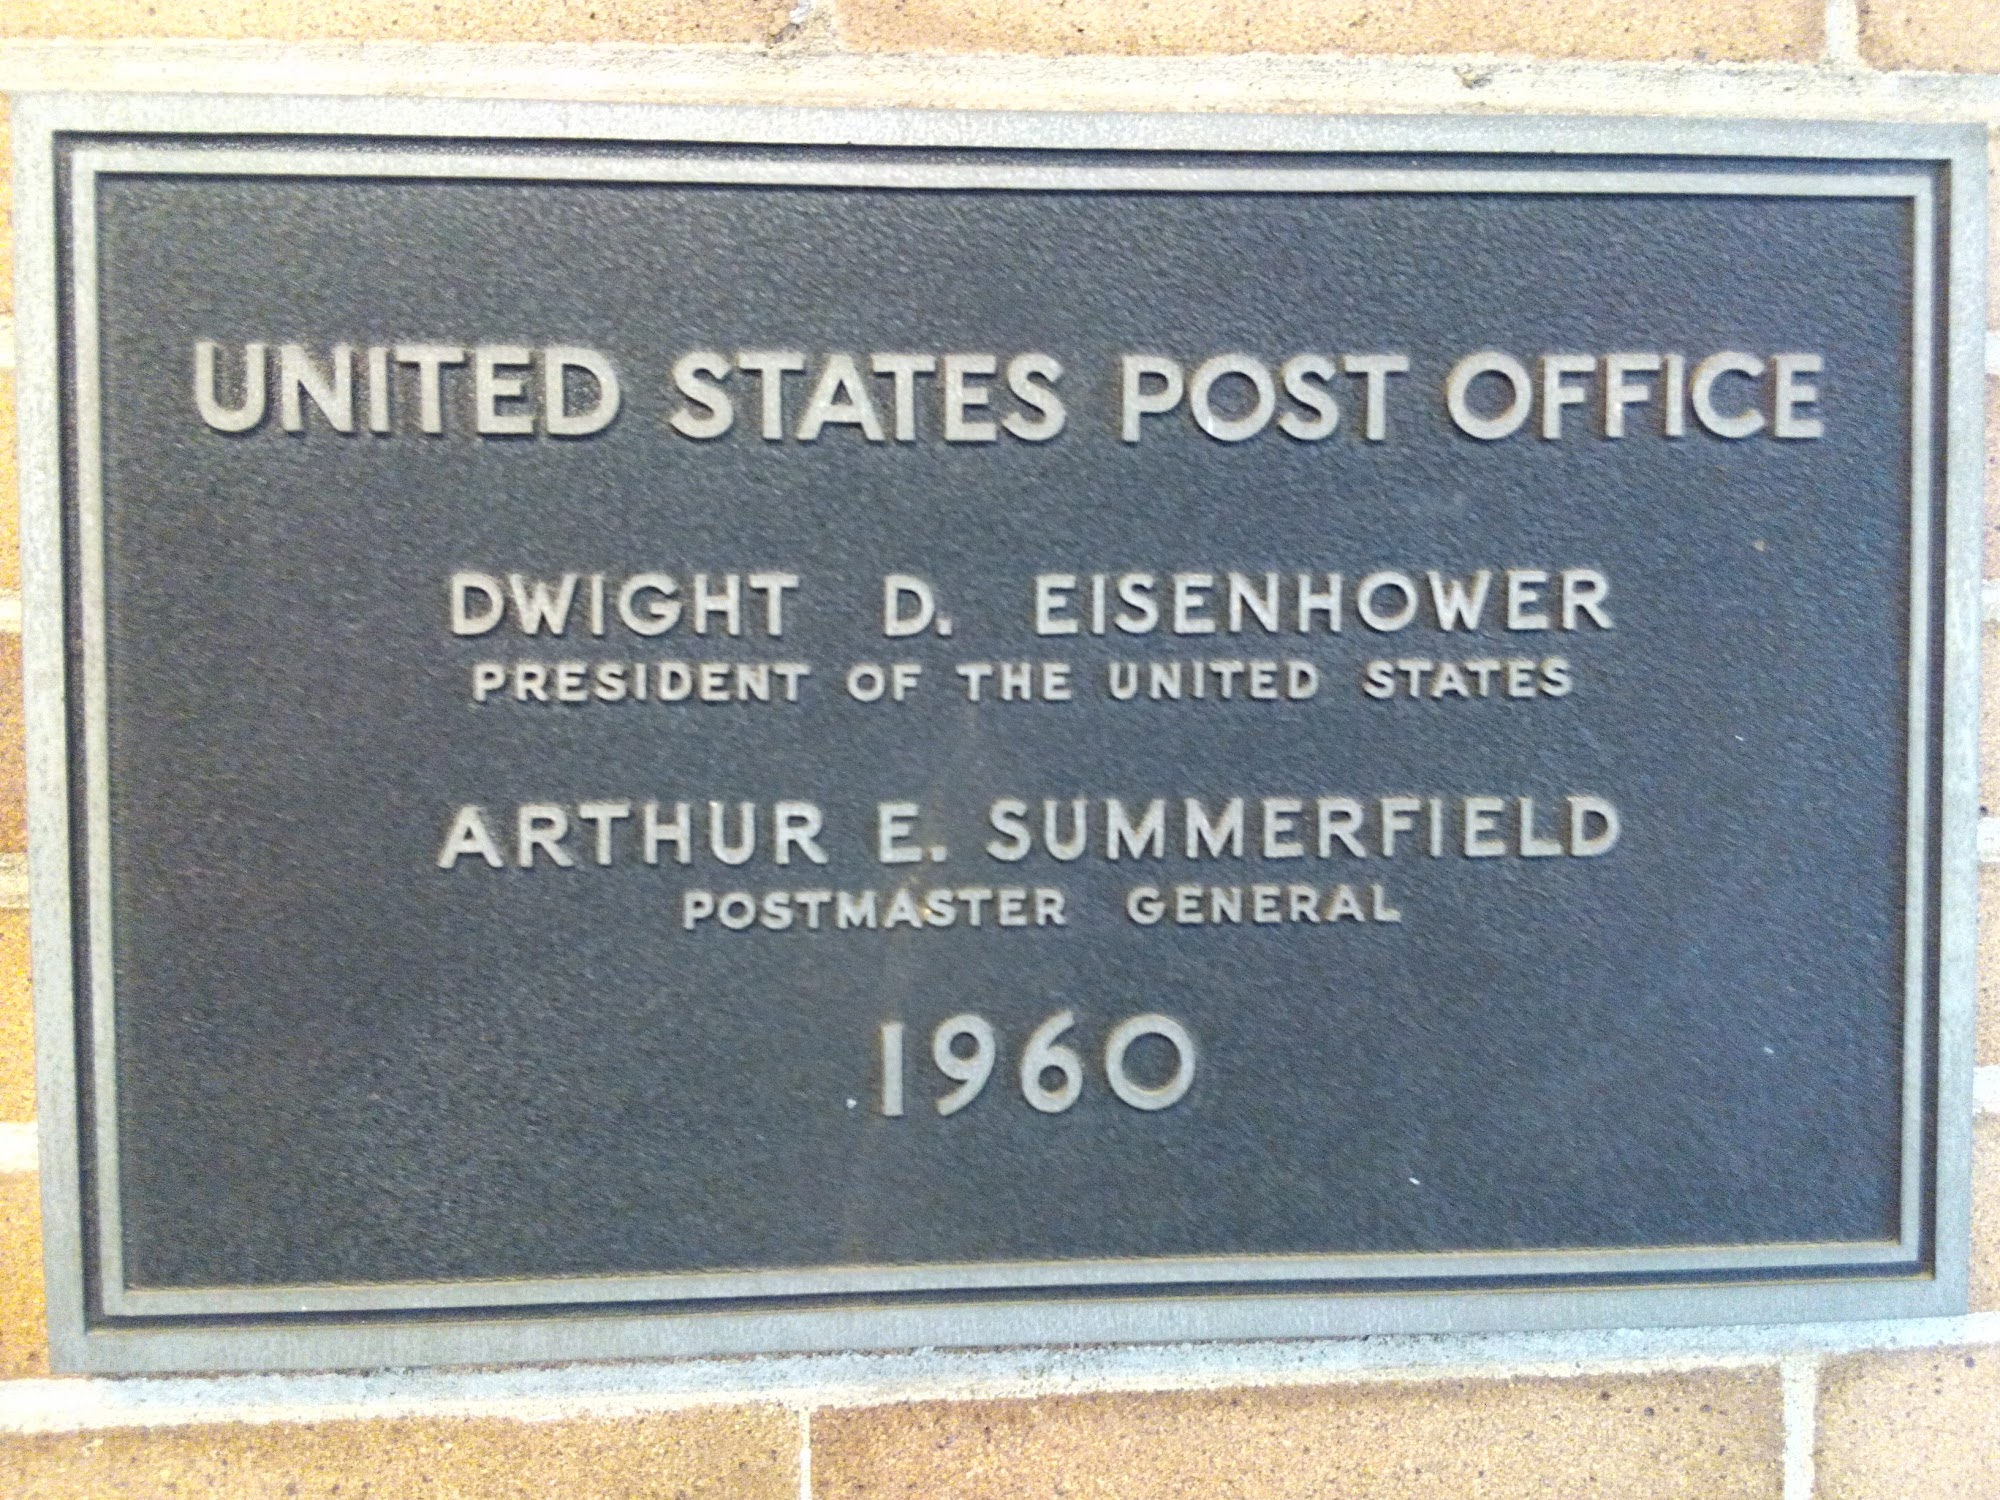 UNITED STATES POST OFFICE
DWIGHT D. EISENHOWER
PRESIDENT OF THE UNITED STATES
ARTHUR E. SUMMERFIELD
POSTMASTER GENERAL
1960